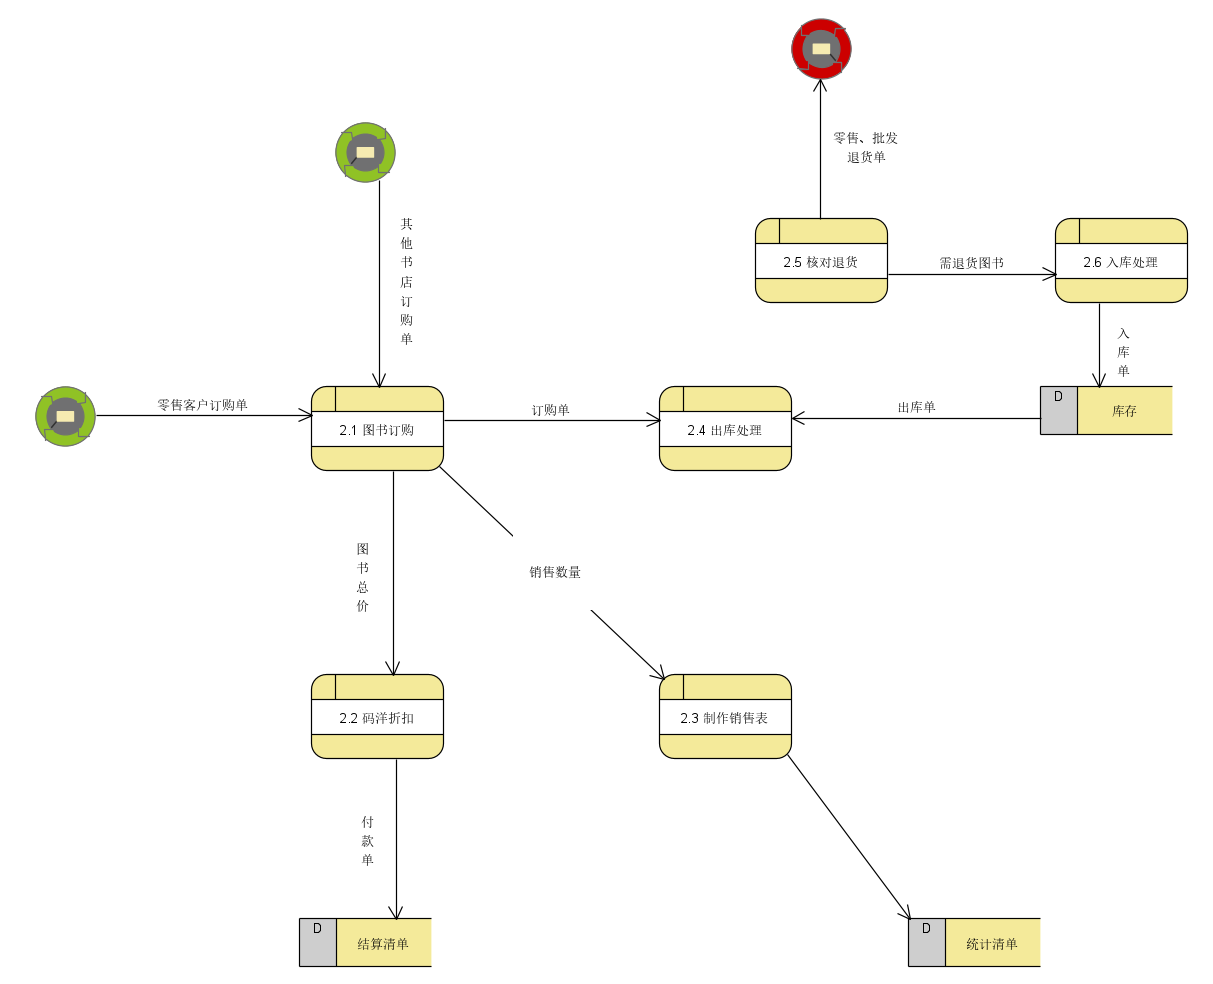 零售、批发
退货单
其他书店订购单
2.5 核对退货
需退货图书
2.6 入库处理
入库单
零售客户订购单
2.1 图书订购
订购单
2.4 出库处理
出库单
D
库存
图书总价
销售数量
2.2 码洋折扣
2.3 制作销售表
付款单
D
结算清单
D
统计清单